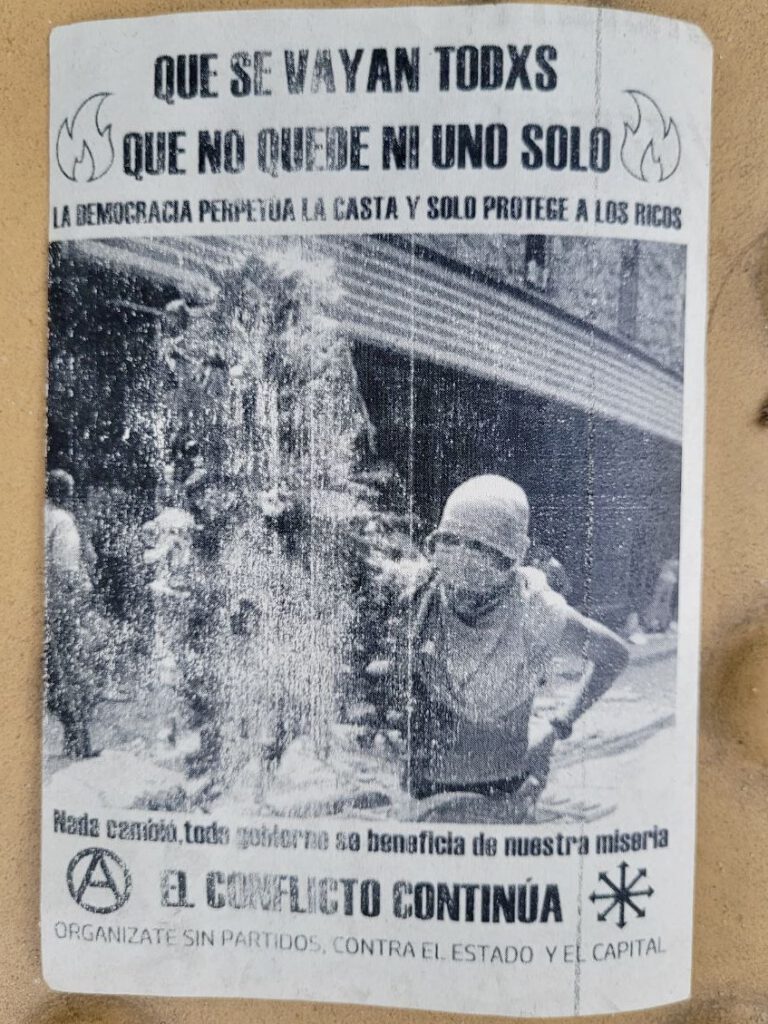 QUE SE VAYAN TODXS
QUE NO QUEDE NI UNO SOLO
LA DEMOCRACIA PERPETUA LA CASTA Y SOLO PROTEGE A LOS RICOS
Nada cambió, todo gobierno se beneficia de nuestra miseria
EL CONFLICTO CONTINÚA
ORGANIZATE SIN PARTIDOS, CONTRA EL ESTADO Y EL CAPITAL